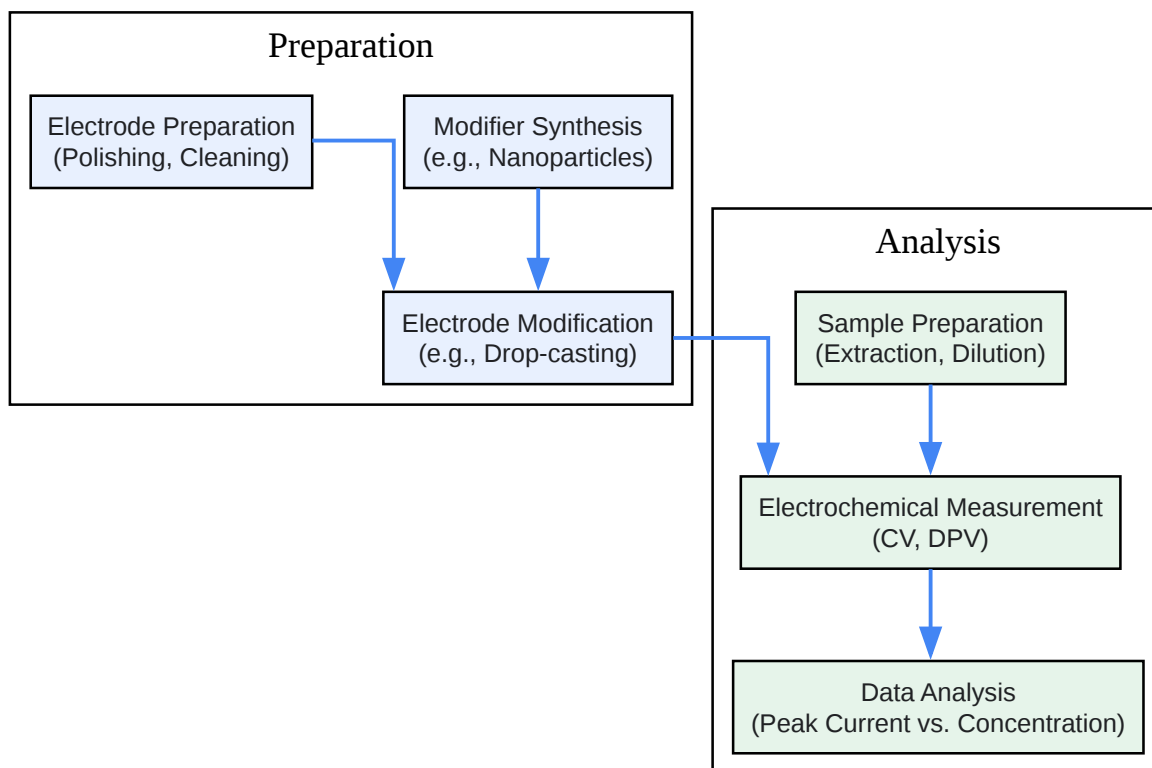 Preparation
Electrode Preparation
(Polishing, Cleaning)
Modifier Synthesis
(e.g., Nanoparticles)
Electrode Modification
(e.g., Drop-casting)
Analysis
Sample Preparation
(Extraction, Dilution)
Electrochemical Measurement
(CV, DPV)
Data Analysis
(Peak Current vs. Concentration)